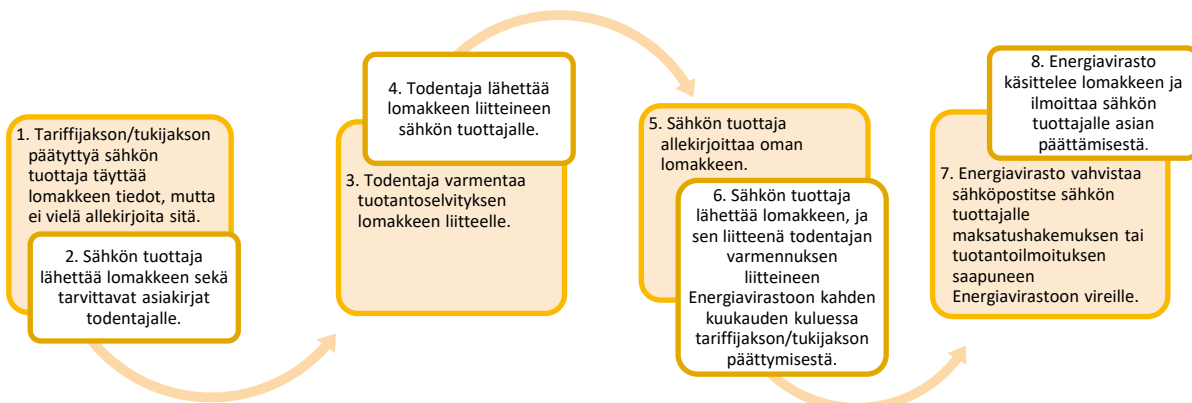 1. Tariffijakson/tukijakson
päätyttyä sähkön
tuottaja täyttää
lomakkeen tiedot, mutta
ei vielä allekirjoita sitä.
2. Sähkön tuottaja
lähettää lomakkeen sekä
tarvittavat asiakirjat
todentajalle.
3. Todentaja varmentaa
tuotantoselvityksen
lomakkeen liitteelle.
4. Todentaja lähettää
lomakkeen liitteineen
sähkön tuottajalle.
5. Sähkön tuottaja
allekirjoittaa oman
lomakkeen.
6. Sähkön tuottaja
lähettää lomakkeen, ja
sen liitteenä todentajan
varmennuksen
liitteineen
Energiavirastoon kahden
kuukauden kuluessa
tariffijakson/tukijakson
päättymisestä.
7. Energiavirasto vahvistaa
sähköpostitse sähkön
tuottajalle
maksatushakemuksen tai
tuotantoilmoituksen
saapuneen
Energiavirastoon vireille.
8. Energiavirasto
käsittelee lomakkeen ja
ilmoittaa sähkön
tuottajalle asian
päättämisestä.